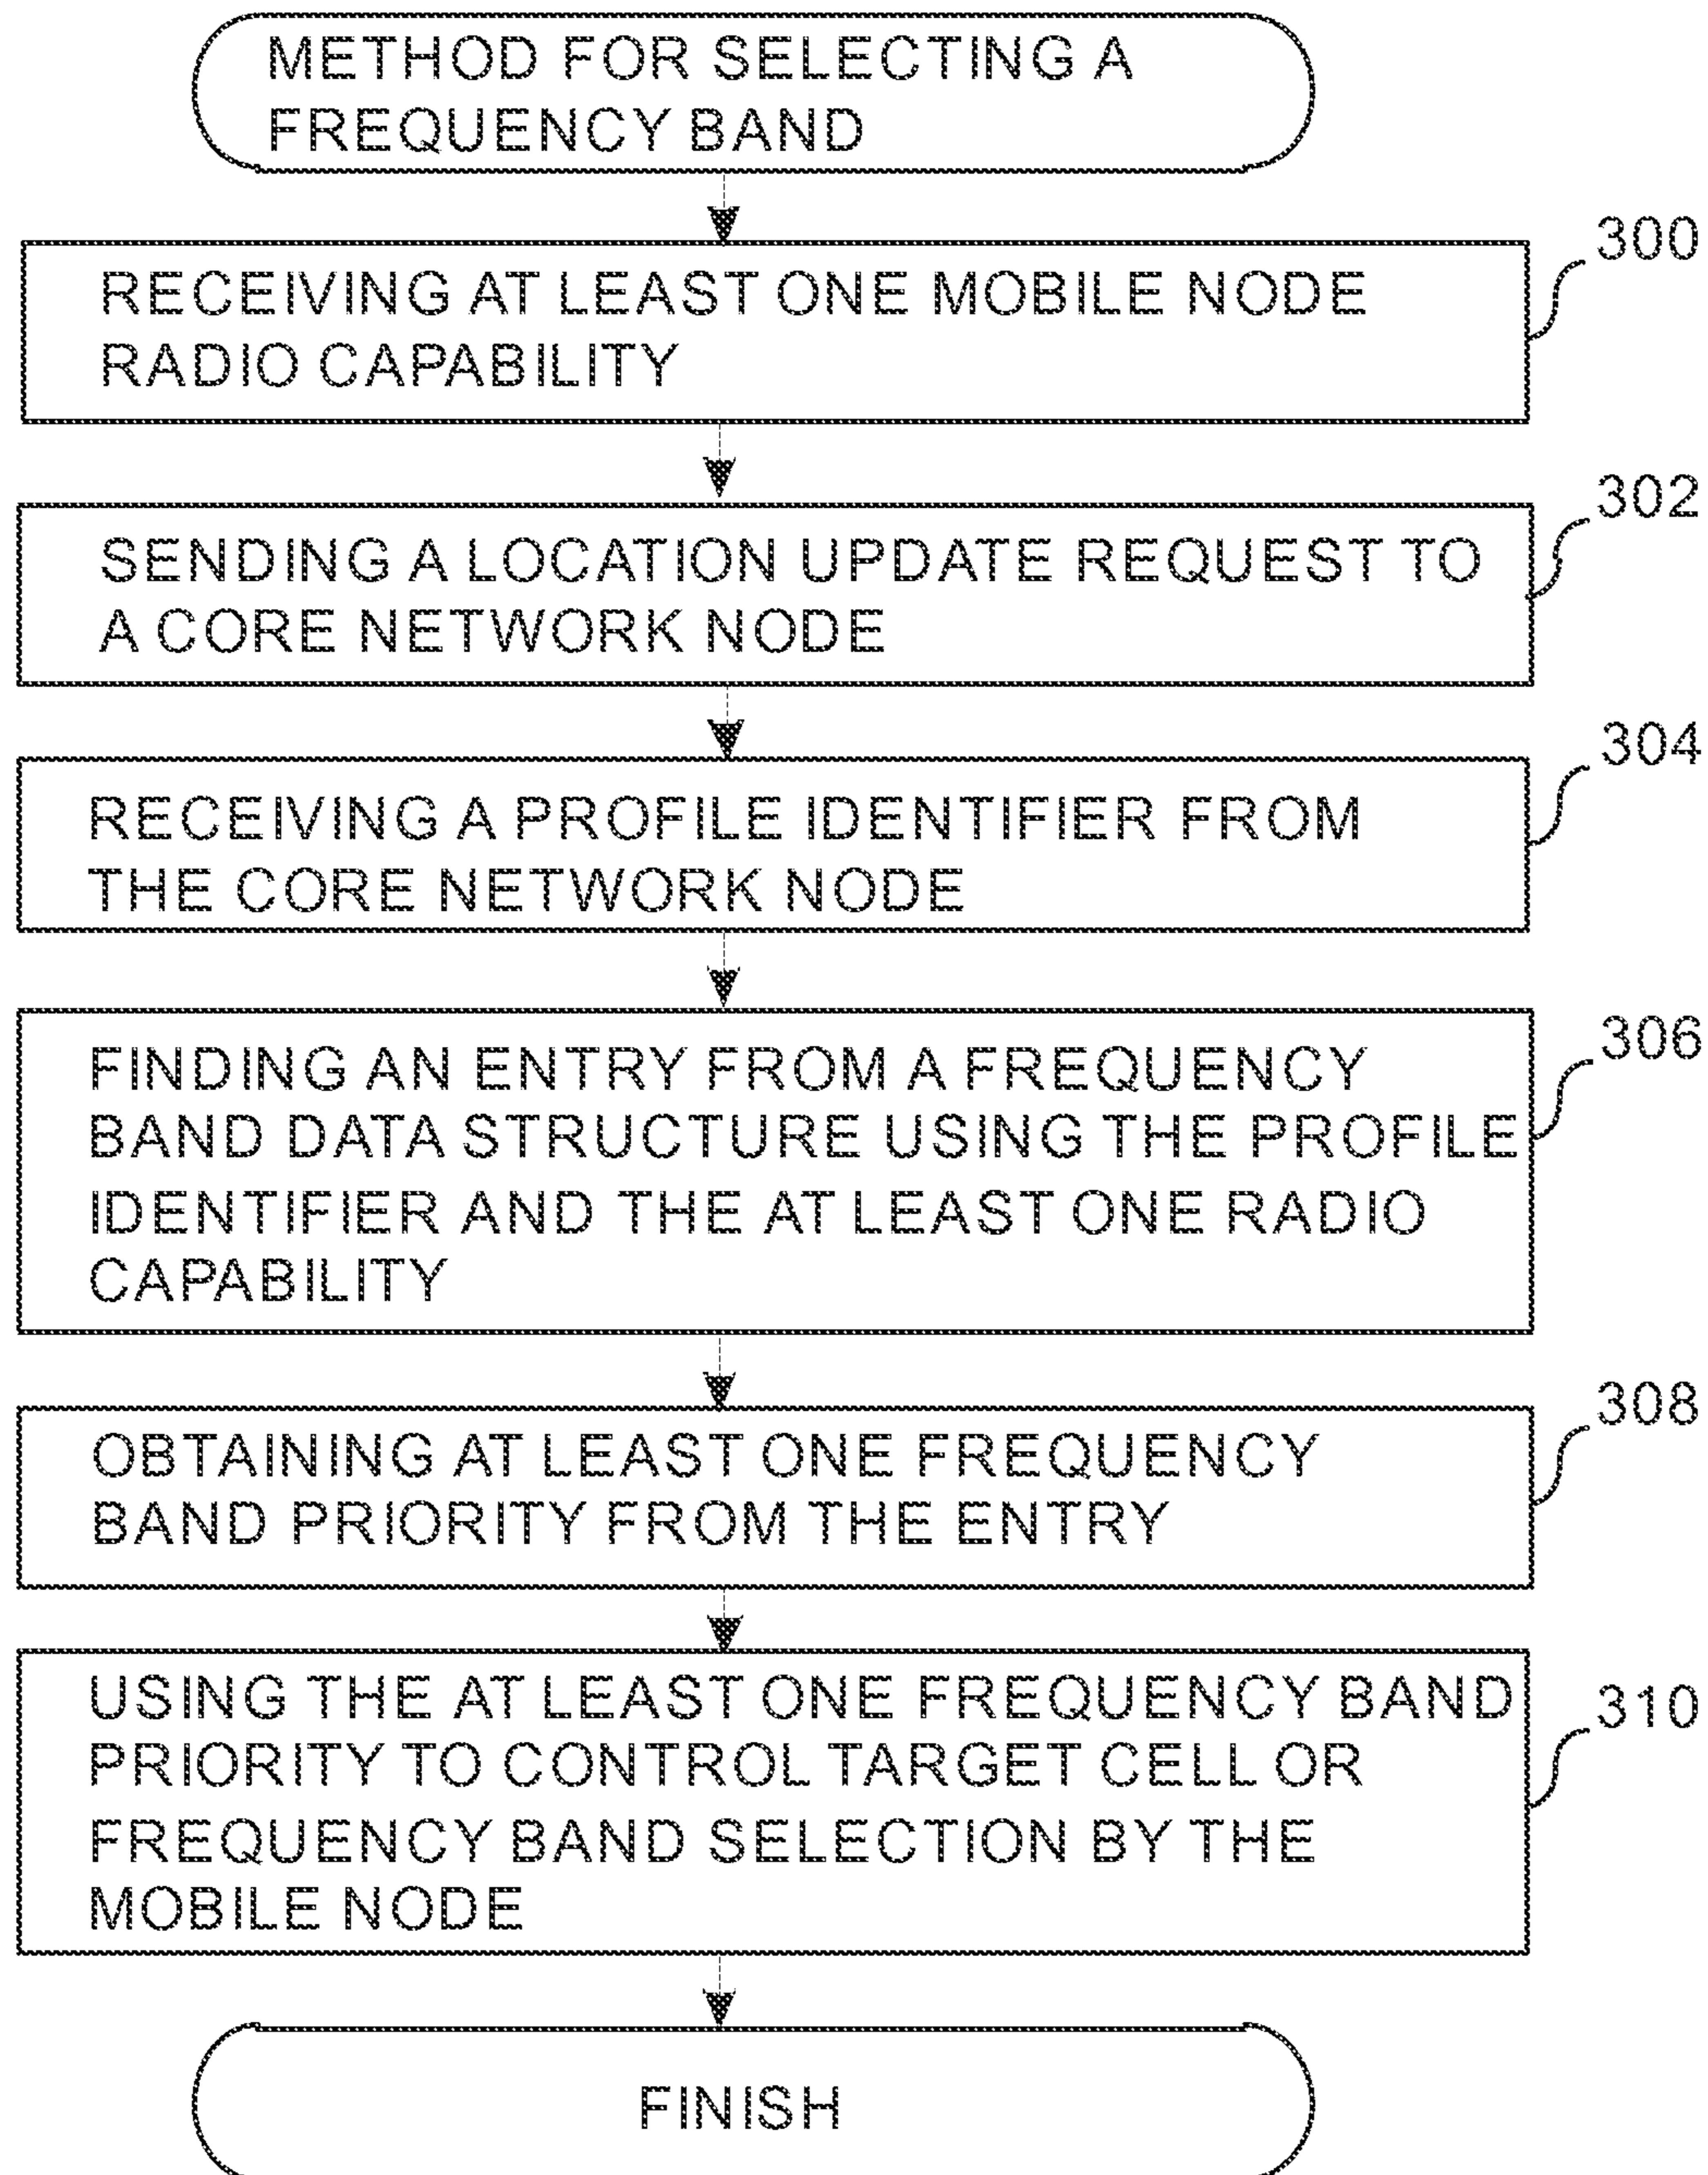 METHOD FOR SELECTING A
FREQUENCY BAND
300
RECEIVING AT LEAST ONE MOBILE NODE
RADIO CAPABILITY
302
SENDING A LOCATION UPDATE REQUEST TO
A CORE NETWORK NODE
304
RECEIVING A PROFILE IDENTIFIER FROM
THE CORE NETWORK NODE
306
FINDING AN ENTRY FROM A FREQUENCY
BAND DATA STRUCTURE USING THE PROFILE
IDENTIFIER AND THE AT LEAST ONE RADIO
CAPABILITY
308
OBTAINING AT LEAST ONE FREQUENCY
BAND PRIORITY FROM THE ENTRY
310
USING THE AT LEAST ONE FREQUENCY BAND
PRIORITY TO CONTROL TARGET CELL OR
FREQUENCY BAND SELECTION BY THE
MOBILE NODE
FINISH